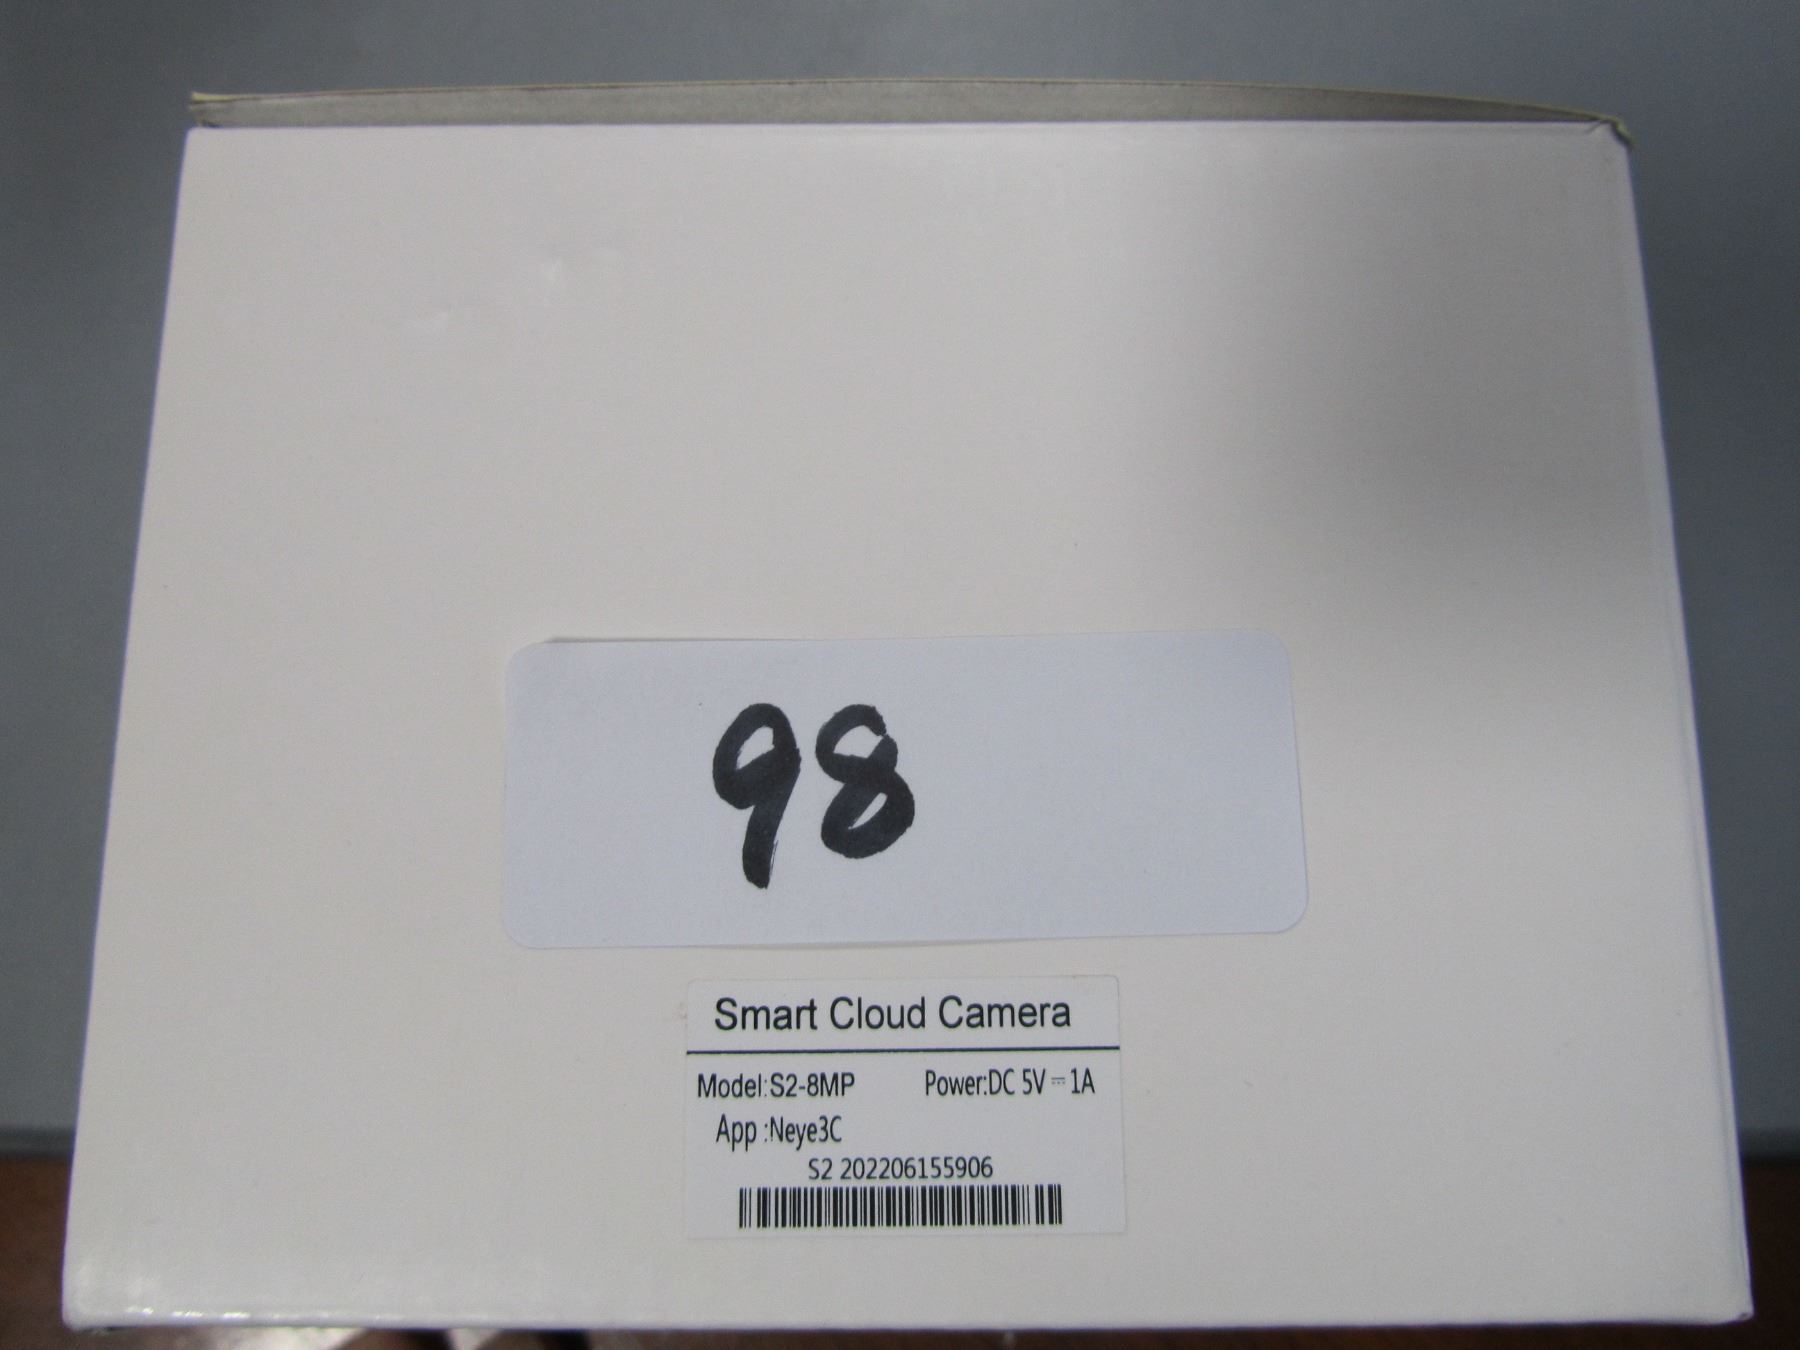 98
Smart Cloud Camera
Model:S2-8MP Power:DC 5V⎓1A
App :Neye3C
S2 202206155906